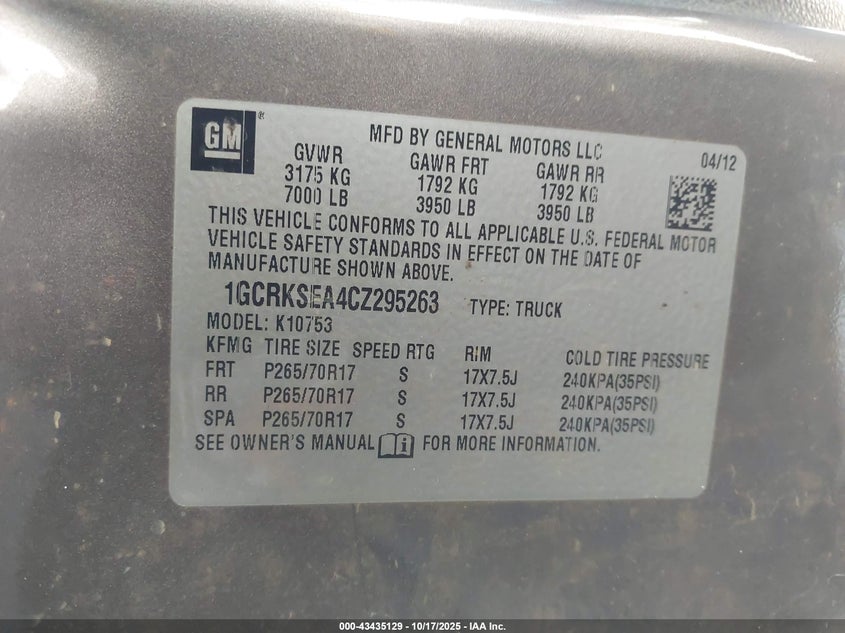 GM®
MFD BY GENERAL MOTORS LLC
04/12
GVWR GAWR FRT GAWR RR
3175 KG 1792 KG 1792 KG
7000 LB 3950 LB 3950 LB
THIS VEHICLE CONFORMS TO ALL APPLICABLE U.S. FEDERAL MOTOR
VEHICLE SAFETY STANDARDS IN EFFECT ON THE DATE OF
MANUFACTURE SHOWN ABOVE.
1GCRKSEA4CZ295263 TYPE: TRUCK
MODEL: K10753
KFMG TIRE SIZE SPEED RTG RIM COLD TIRE PRESSURE
FRT P265/70R17 S 17X7.5J 240KPA(35PSI)
RR P265/70R17 S 17X7.5J 240KPA(35PSI)
SPA P265/70R17 S 17X7.5J 240KPA(35PSI)
SEE OWNER'S MANUAL i FOR MORE INFORMATION.
000-43435129 - 10/17/2025 - IAA Inc.